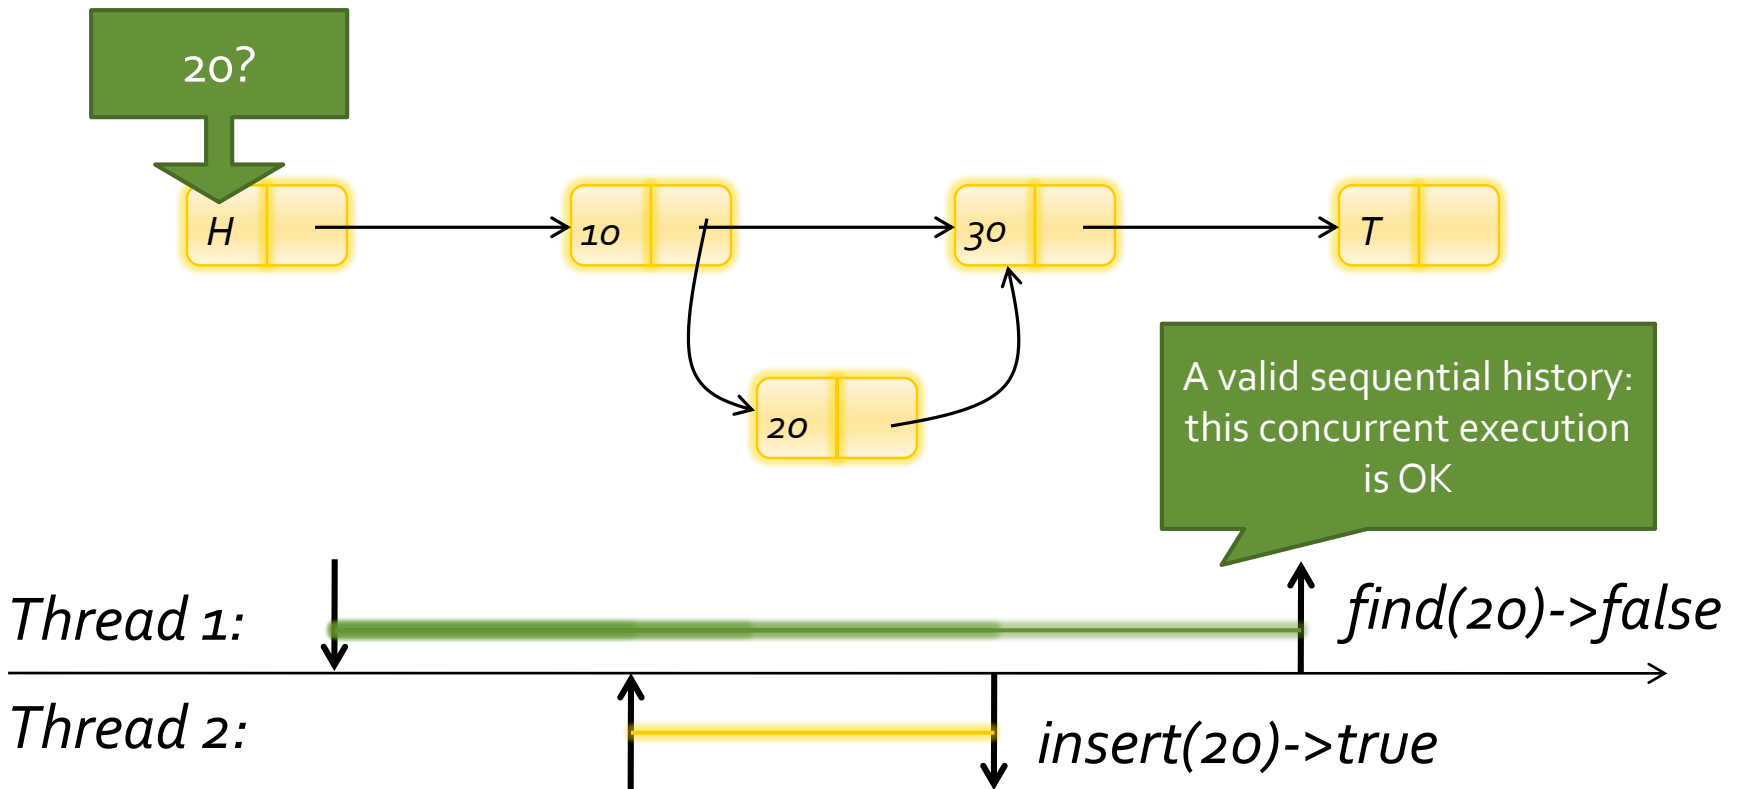 20?
H
10
30
T
20
A valid sequential history:
this concurrent execution
is OK
Thread 1:
find(20)->false
Thread 2:
insert(20)->true